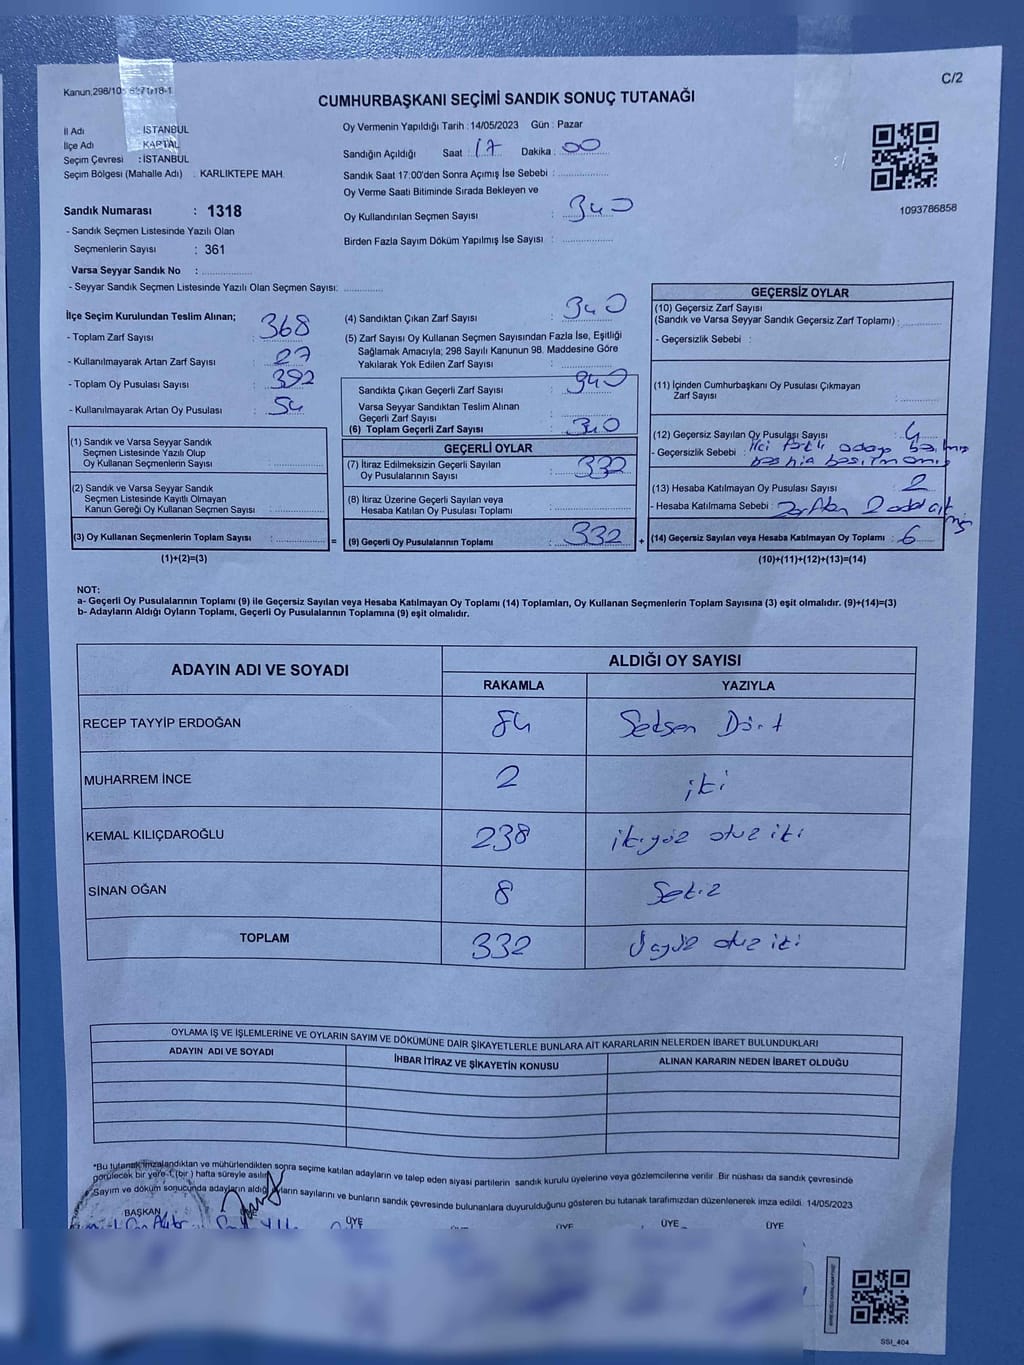 C/2
Kanun,298/105
CUMHURBAŞKANI SEÇİMİ SANDIK SONUÇ TUTANAĞI
İl Adı : İSTANBUL
İlçe Adı KARTAL
Seçim Çevresi : İSTANBUL
Seçim Bölgesi (Mahalle Adı) : KARLIKTEPE MAH.
Oy Vermenin Yapıldığı Tarih : 14/05/2023 Gün : Pazar
Sandığın Açıldığı Saat : 17 Dakika : 00
Sandık Saat 17:00'den Sonra Açımış İse Sebebi :
Oy Verme Saati Bitiminde Sırada Bekleyen ve
Oy Kullandırılan Seçmen Sayısı : 340
Birden Fazla Sayım Döküm Yapılmış İse Sayısı :
1093786858
Sandık Numarası : 1318
- Sandık Seçmen Listesinde Yazılı Olan
Seçmenlerin Sayısı : 361
Varsa Seyyar Sandık No :
- Seyyar Sandık Seçmen Listesinde Yazılı Olan Seçmen Sayısı:
İlçe Seçim Kurulundan Teslim Alınan;
- Toplam Zarf Sayısı : 368
- Kullanılmayarak Artan Zarf Sayısı : 27
- Toplam Oy Pusulası Sayısı : 392
- Kullanılmayarak Artan Oy Pusulası : 54
(1) Sandık ve Varsa Seyyar Sandık
Seçmen Listesinde Yazılı Olup
Oy Kullanan Seçmenlerin Sayısı :
(2) Sandık ve Varsa Seyyar Sandık
Seçmen Listesinde Kayıtlı Olmayan
Kanun Gereği Oy Kullanan Seçmen Sayısı :
(3) Oy Kullanan Seçmenlerin Toplam Sayısı :
(1)+(2)=(3)
(4) Sandıktan Çıkan Zarf Sayısı : 340
(5) Zarf Sayısı Oy Kullanan Seçmen Sayısından Fazla İse, Eşitliği
Sağlamak Amacıyla; 298 Sayılı Kanunun 98. Maddesine Göre
Yakılarak Yok Edilen Zarf Sayısı :
Sandıkta Çıkan Geçerli Zarf Sayısı : 340
Varsa Seyyar Sandıktan Teslim Alınan
Geçerli Zarf Sayısı :
(6) Toplam Geçerli Zarf Sayısı : 340
GEÇERLİ OYLAR
(7) İtiraz Edilmeksizin Geçerli Sayılan
Oy Pusulalarının Sayısı : 332
(8) İtiraz Üzerine Geçerli Sayılan veya
Hesaba Katılan Oy Pusulası Toplamı :
= (9) Geçerli Oy Pusulalarının Toplamı : 332 +
GEÇERSİZ OYLAR
(10) Geçersiz Zarf Sayısı
(Sandık ve Varsa Seyyar Sandık Geçersiz Zarf Toplamı) :
- Geçersizlik Sebebi :
(11) İçinden Cumhurbaşkanı Oy Pusulası Çıkmayan
Zarf Sayısı :
(12) Geçersiz Sayılan Oy Pusulası Sayısı : 4
- Geçersizlik Sebebi :
(13) Hesaba Katılmayan Oy Pusulası Sayısı : 2
- Hesaba Katılmama Sebebi : Zarftan 2 adet
(14) Geçersiz Sayılan veya Hesaba Katılmayan Oy Toplamı : 6
(10)+(11)+(12)+(13)=(14)
NOT:
a- Geçerli Oy Pusulalarının Toplamı (9) ile Geçersiz Sayılan veya Hesaba Katılmayan Oy Toplamı (14) Toplamları, Oy Kullanan Seçmenlerin Toplam Sayısına (3) eşit olmalıdır. (9)+(14)=(3)
b- Adayların Aldığı Oyların Toplamı, Geçerli Oy Pusulalarının Toplamına (9) eşit olmalıdır.
ADAYIN ADI VE SOYADI ALDIĞI OY SAYISI
RAKAMLA YAZIYLA
RECEP TAYYİP ERDOĞAN 84 Seksen Dört
MUHARREM İNCE 2 iki
KEMAL KILIÇDAROĞLU 238 ikiyüz otuz iki
SİNAN OĞAN 8 Sekiz
TOPLAM 332 Üçyüz otuz iki
OYLAMA İŞ VE İŞLEMLERİNE VE OYLARIN SAYIM VE DÖKÜMÜNE DAİR ŞİKAYETLERLE BUNLARA AİT KARARLARIN NELERDEN İBARET BULUNDUKLARI
ADAYIN ADI VE SOYADI İHBAR İTİRAZ VE ŞİKAYETİN KONUSU ALINAN KARARIN NEDEN İBARET OLDUĞU
*Bu tutanak imzalandıktan ve mühürlendikten sonra seçime katılan adayların ve talep eden siyasi partilerin sandık kurulu üyelerine veya gözlemcilerine verilir. Bir nüshası da sandık çevresinde
görülecek bir yere 1 (bir) hafta süreyle asılır.
Sayım ve döküm sonucunda adayların aldığı oyların sayılarını ve bunların sandık çevresinde bulunanlara duyurulduğunu gösteren bu tutanak tarafımızdan düzenlenerek imza edildi. 14/05/2023
BAŞKAN ÜYE ÜYE ÜYE ÜYE
SSI_404